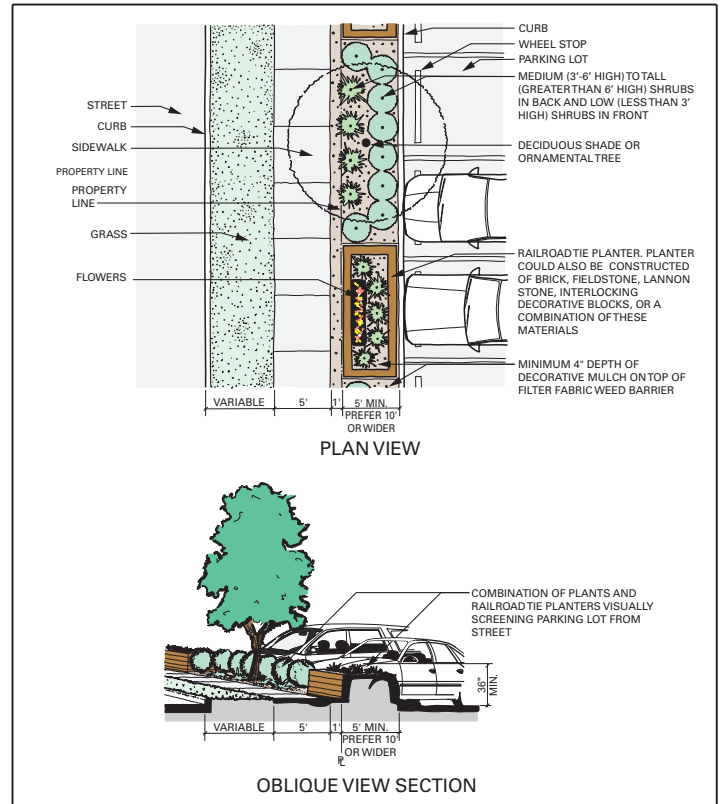 CURB
WHEEL STOP
PARKING LOT
MEDIUM (3'-6' HIGH) TO TALL
(GREATER THAN 6' HIGH) SHRUBS
IN BACK AND LOW (LESS THAN 3'
HIGH) SHRUBS IN FRONT
STREET
CURB
SIDEWALK
DECIDUOUS SHADE OR
ORNAMENTAL TREE
PROPERTY LINE
PROPERTY
LINE
GRASS
FLOWERS
RAILROAD TIE PLANTER. PLANTER
COULD ALSO BE CONSTRUCTED
OF BRICK, FIELDSTONE, LANNON
STONE, INTERLOCKING
DECORATIVE BLOCKS, OR A
COMBINATION OF THESE
MATERIALS
MINIMUM 4" DEPTH OF
DECORATIVE MULCH ON TOP OF
FILTER FABRIC WEED BARRIER
VARIABLE 5' 1' 5' MIN.
PREFER 10'
OR WIDER
PLAN VIEW
COMBINATION OF PLANTS AND
RAILROAD TIE PLANTERS VISUALLY
SCREENING PARKING LOT FROM
STREET
36"
MIN.
VARIABLE 5' 1' 5' MIN.
PREFER 10'
OR WIDER
PL
OBLIQUE VIEW SECTION